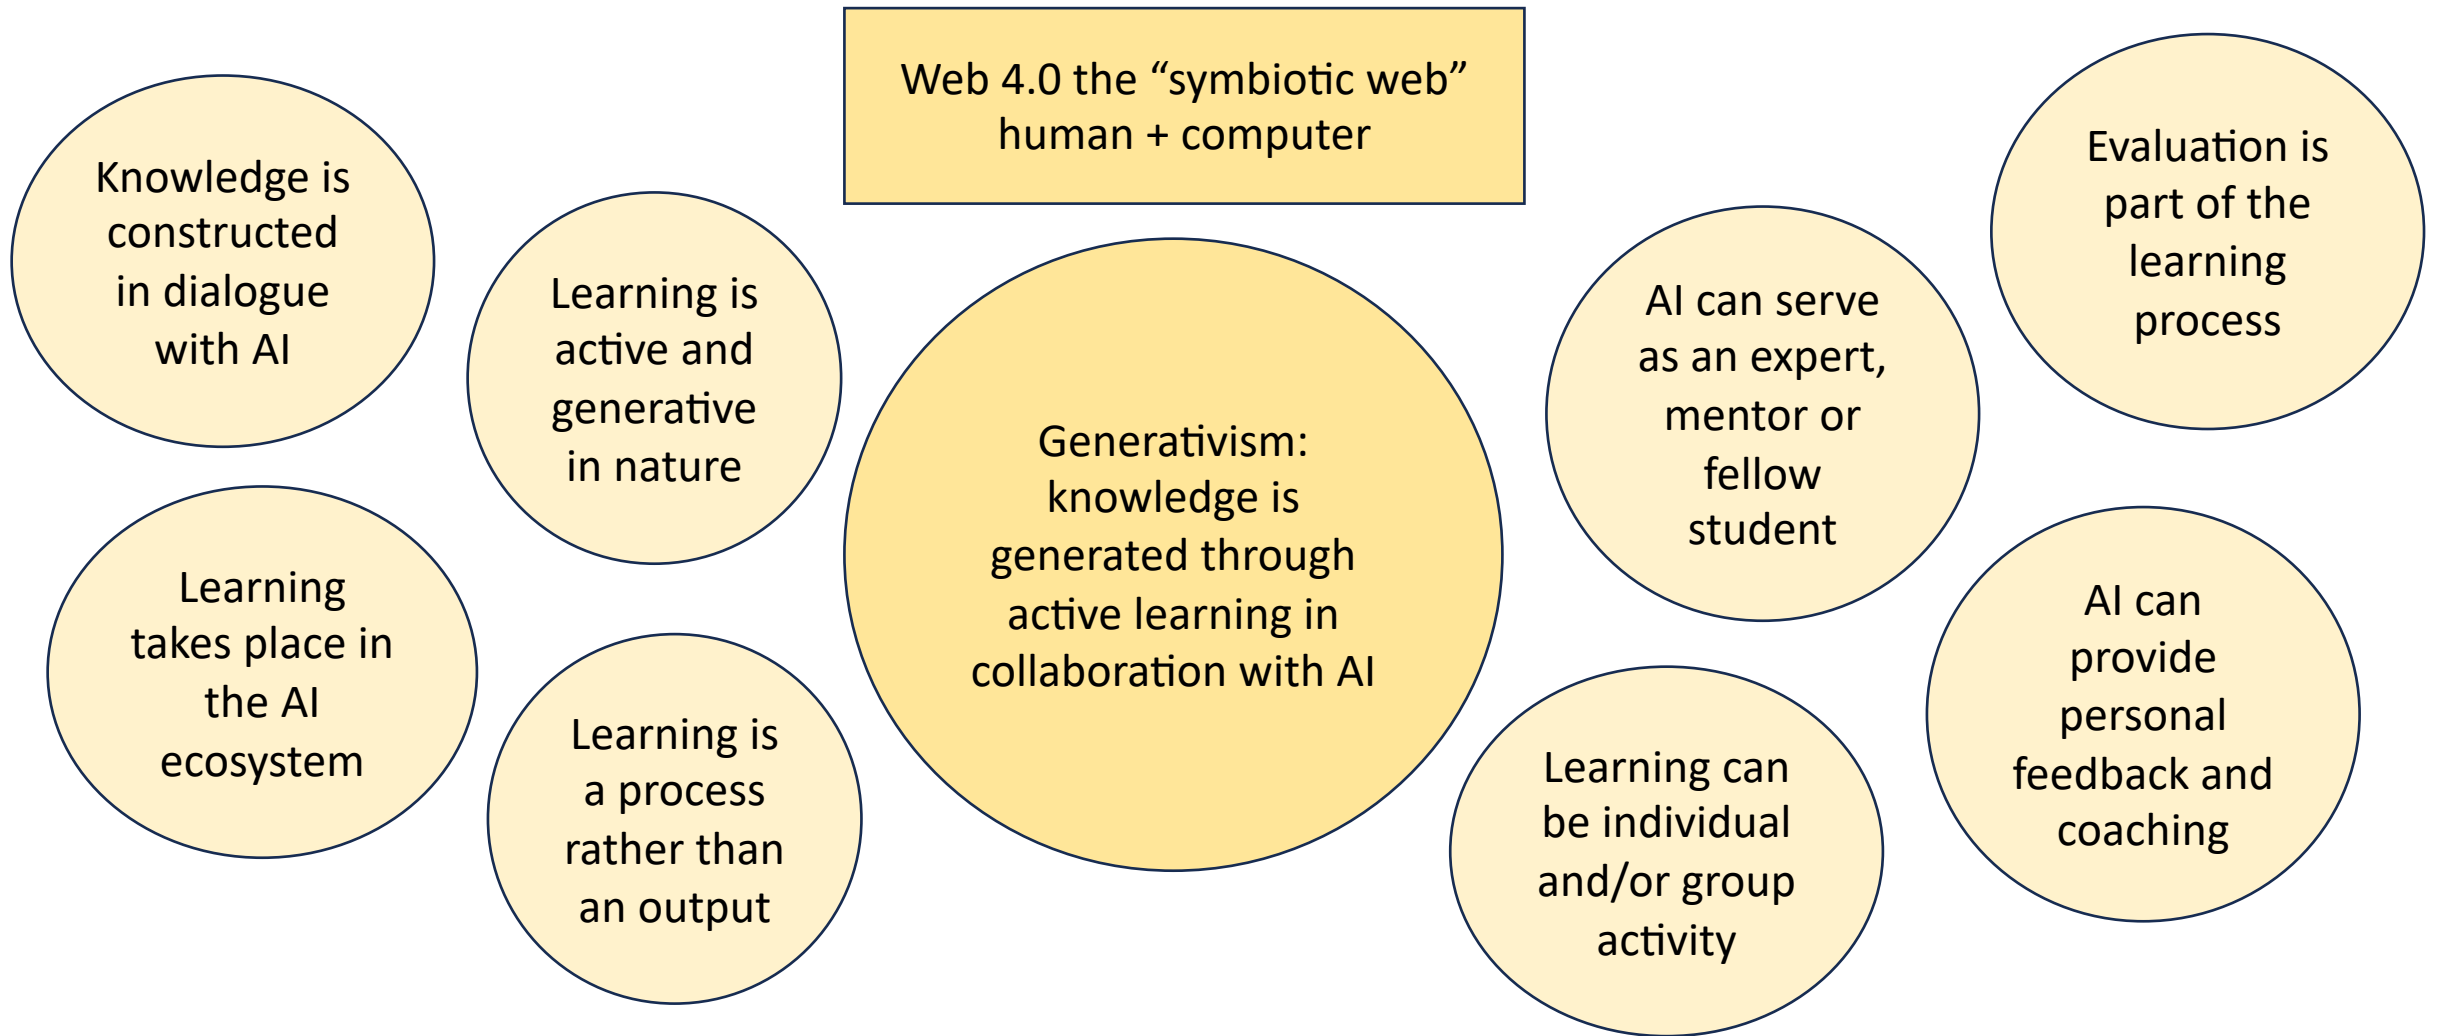 Web 4.0 the “symbiotic web”
human + computer
Knowledge is
constructed
in dialogue
with AI
Learning is
active and
generative
in nature
Learning
takes place in
the AI
ecosystem
Learning is
a process
rather than
an output
Generativism:
knowledge is
generated through
active learning in
collaboration with AI
AI can serve
as an expert,
mentor or
fellow
student
Evaluation is
part of the
learning
process
Learning can
be individual
and/or group
activity
AI can
provide
personal
feedback and
coaching